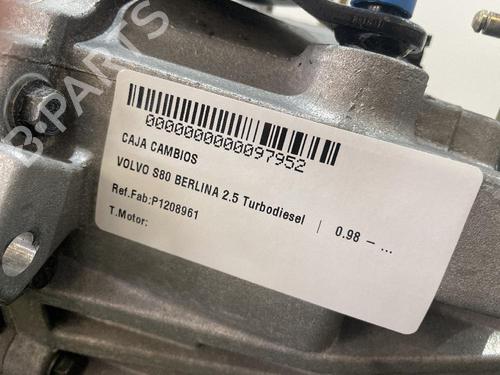 0000000000097952
CAJA CAMBIOS
VOLVO S80 BERLINA 2.5 Turbodiesel | 0.98 – ...
Ref.Fab:P1208961
T.Motor:
B-PARTS